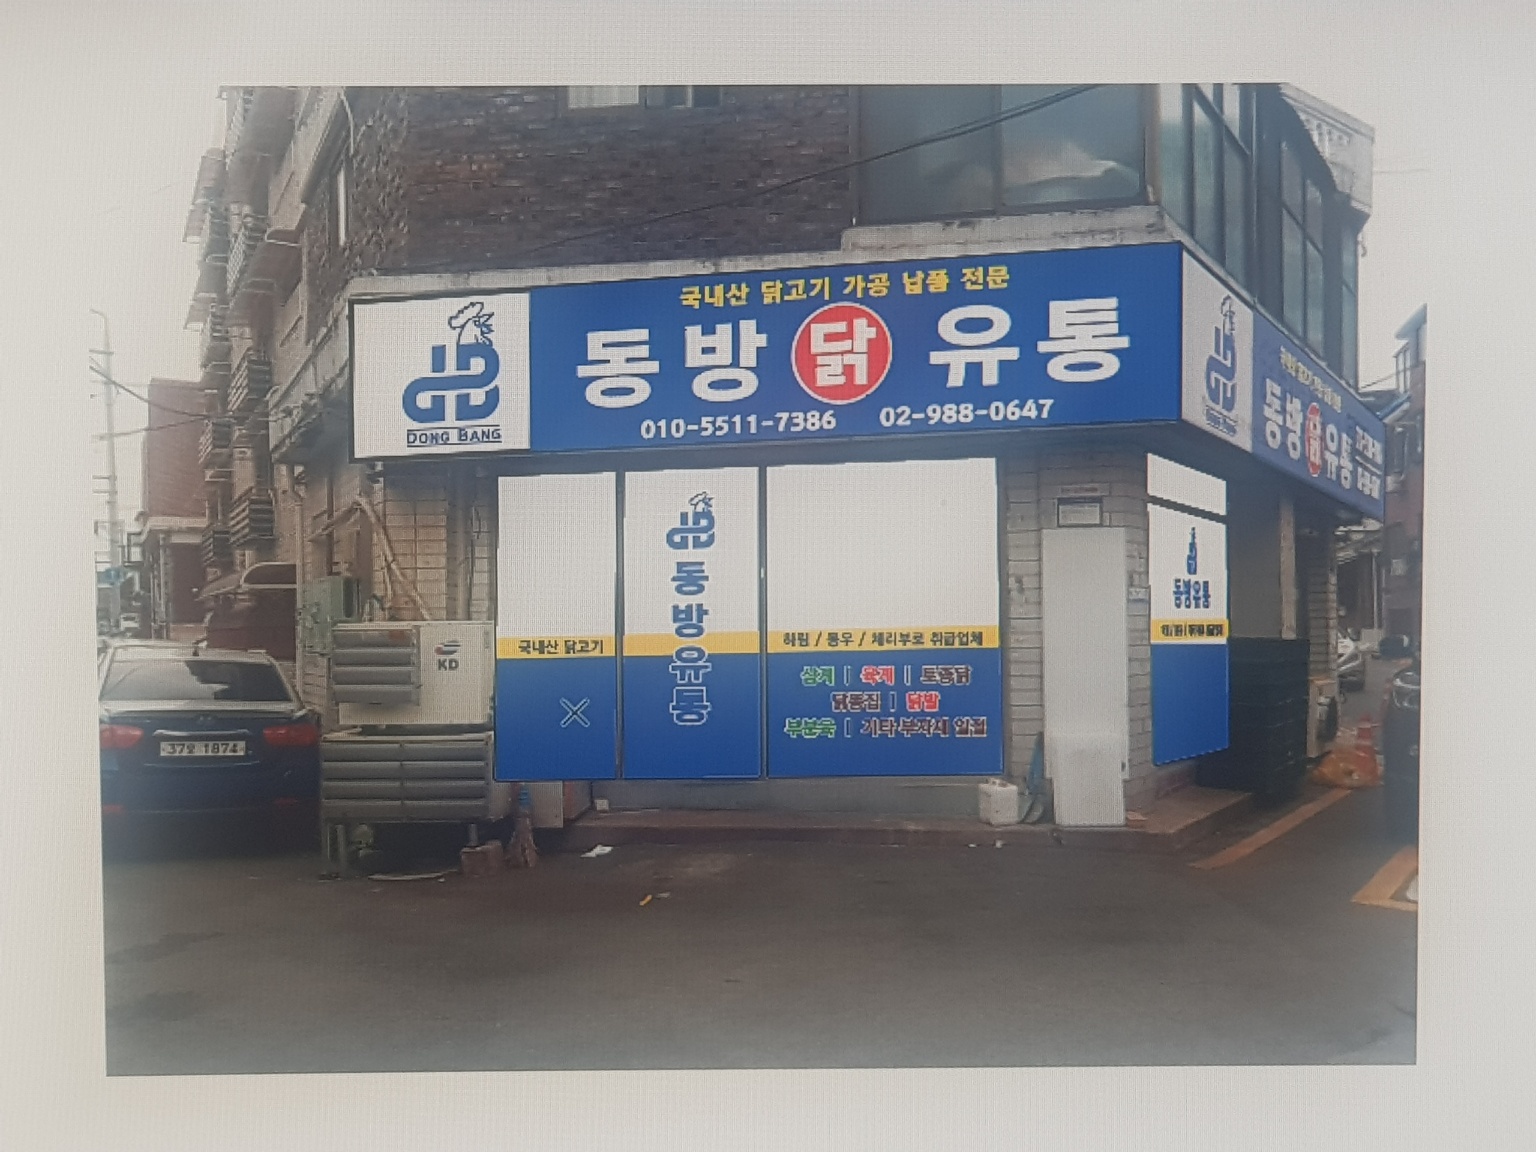 국내산 닭고기 가공 납품 전문
동방 닭 유통
010-5511-7386 02-988-0647
DONG BANG
동방닭유통
동방유통
국내산 닭고기
하림 / 동우 / 체리부로 취급업체
삼계 | 육계 | 토종닭
닭똥집 | 닭발
부분육 | 기타 부자재 일절
동방유통
KD